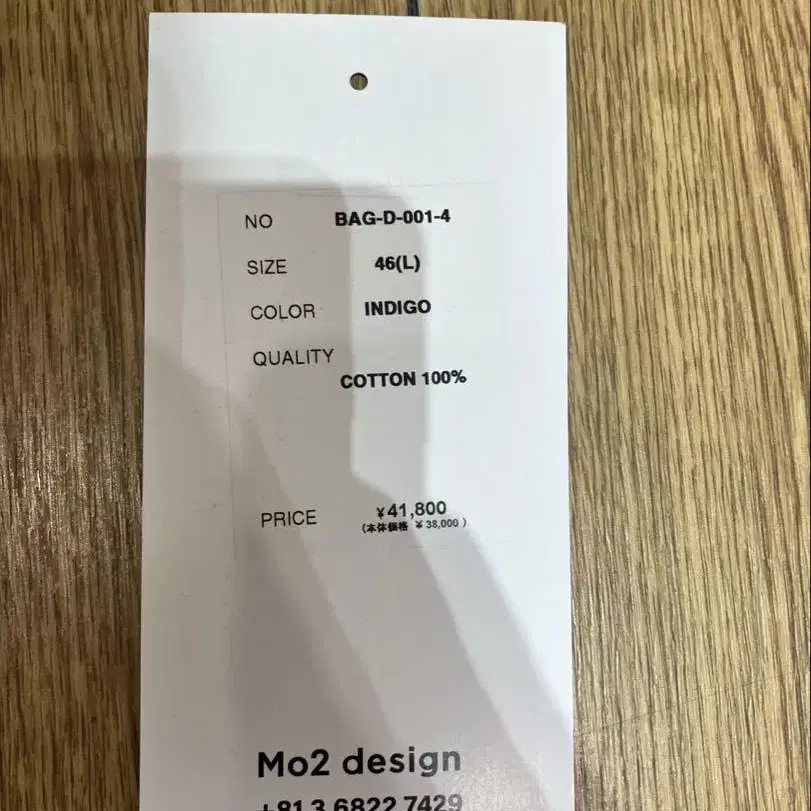 NO BAG-D-001-4
SIZE 46(L)
COLOR INDIGO
QUALITY
COTTON 100%
PRICE ¥41,800
(本体価格 ¥38,000)
Mo2 design
+81 3 6822 7429